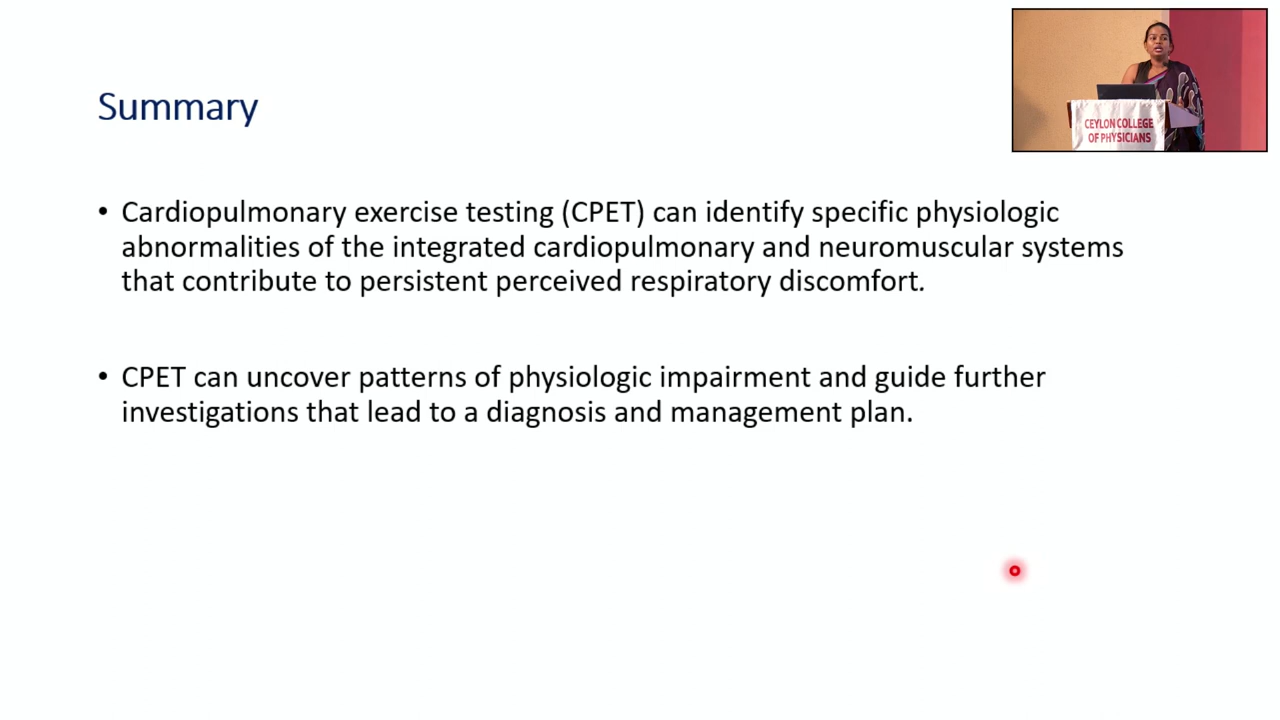 Summary
• Cardiopulmonary exercise testing (CPET) can identify specific physiologic
abnormalities of the integrated cardiopulmonary and neuromuscular systems
that contribute to persistent perceived respiratory discomfort.
• CPET can uncover patterns of physiologic impairment and guide further
investigations that lead to a diagnosis and management plan.
CEYLON COLLEGE
OF PHYSICIANS